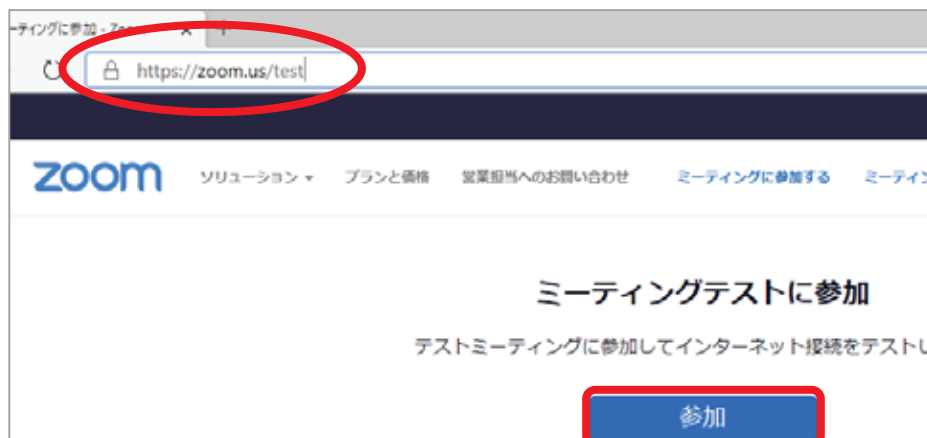 ーティングに参加 - Zoom
https://zoom.us/test
zoom ソリューション プランと価格 営業担当へのお問い合わせ ミーティングに参加する ミーティン
ミーティングテストに参加
テストミーティングに参加してインターネット接続をテストし
参加